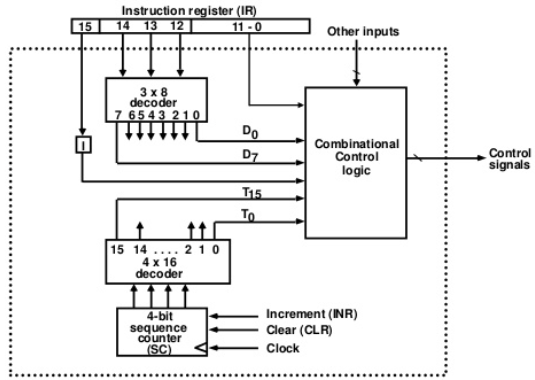 Instruction register (IR)
15 14 13 12 11 - 0
Other inputs
3 x 8
decoder
7 6 5 4 3 2 1 0
D0
I
D7
Combinational
Control
logic
Control
signals
T15
T0
15 14 .... 2 1 0
4 x 16
decoder
4-bit
sequence
counter
(SC)
Increment (INR)
Clear (CLR)
Clock